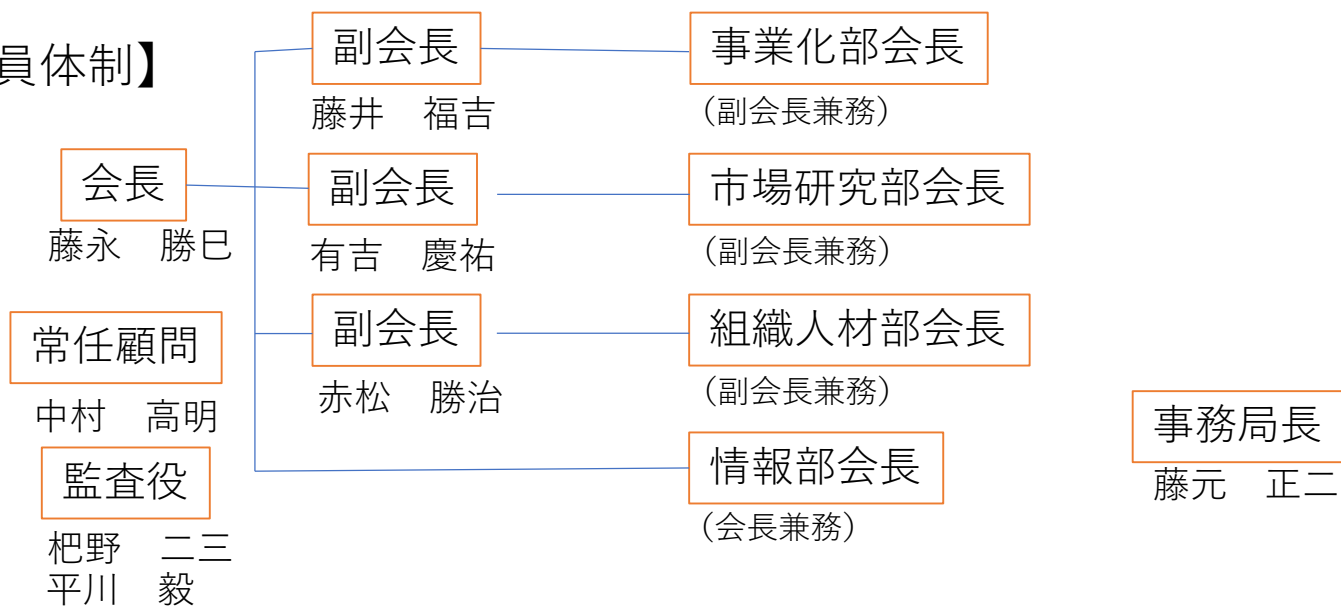 員体制】
副会長
藤井　福吉
事業化部会長
（副会長兼務）
会長
藤永　勝巳
副会長
有吉　慶祐
市場研究部会長
（副会長兼務）
常任顧問
中村　高明
副会長
赤松　勝治
組織人材部会長
（副会長兼務）
監査役
杷野　二三
平川　毅
情報部会長
（会長兼務）
事務局長
藤元　正二